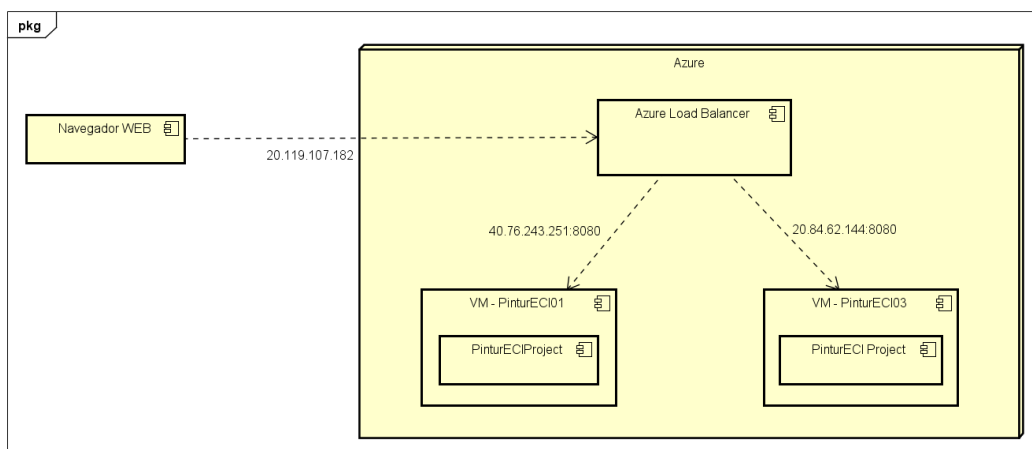 pkg
Azure
Navegador WEB
Azure Load Balancer
20.119.107.182
40.76.243.251:8080
20.84.62.144:8080
VM - PinturECI01
VM - PinturECI03
PinturECIProject
PinturECI Project